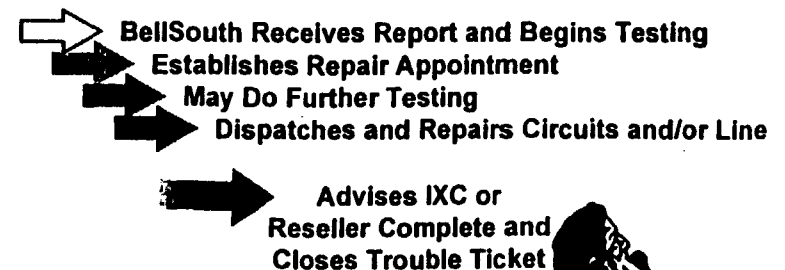 BellSouth Receives Report and Begins Testing
Establishes Repair Appointment
May Do Further Testing
Dispatches and Repairs Circuits and/or Line
Advises IXC or
Reseller Complete and
Closes Trouble Ticket